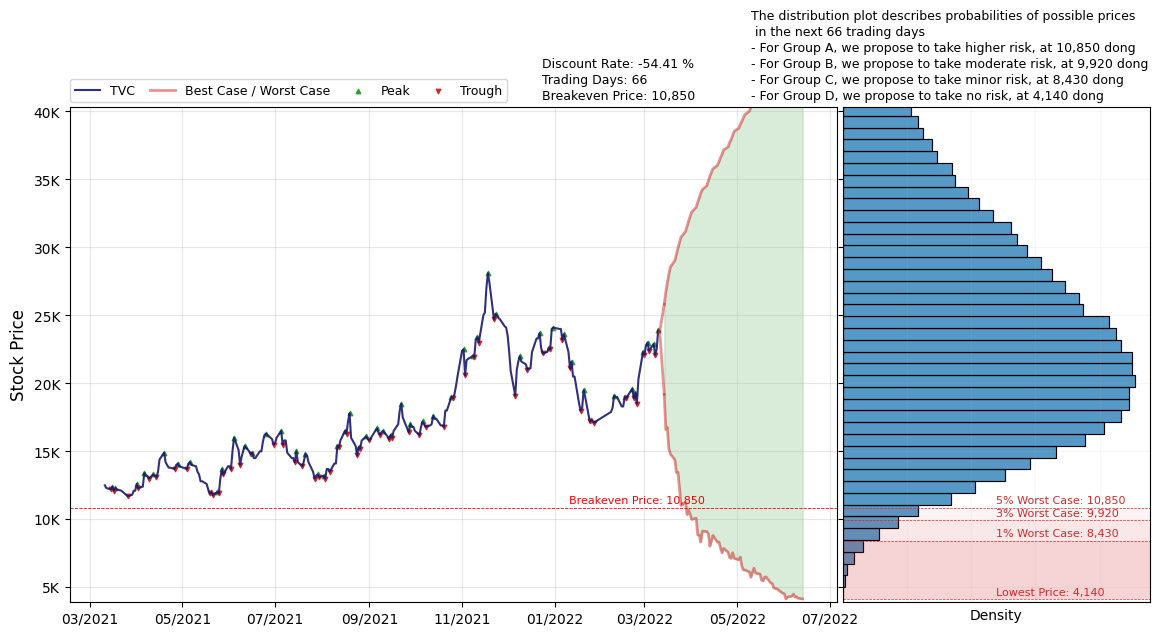 The distribution plot describes probabilities of possible prices
in the next 66 trading days
- For Group A, we propose to take higher risk, at 10,850 dong
- For Group B, we propose to take moderate risk, at 9,920 dong
- For Group C, we propose to take minor risk, at 8,430 dong
- For Group D, we propose to take no risk, at 4,140 dong
Discount Rate: -54.41 %
Trading Days: 66
Breakeven Price: 10,850
TVC
Best Case / Worst Case
Peak
Trough
Stock Price
40K
35K
30K
25K
20K
15K
10K
5K
Breakeven Price: 10,850
5% Worst Case: 10,850
3% Worst Case: 9,920
1% Worst Case: 8,430
Lowest Price: 4,140
03/2021
05/2021
07/2021
09/2021
11/2021
01/2022
03/2022
05/2022
07/2022
Density